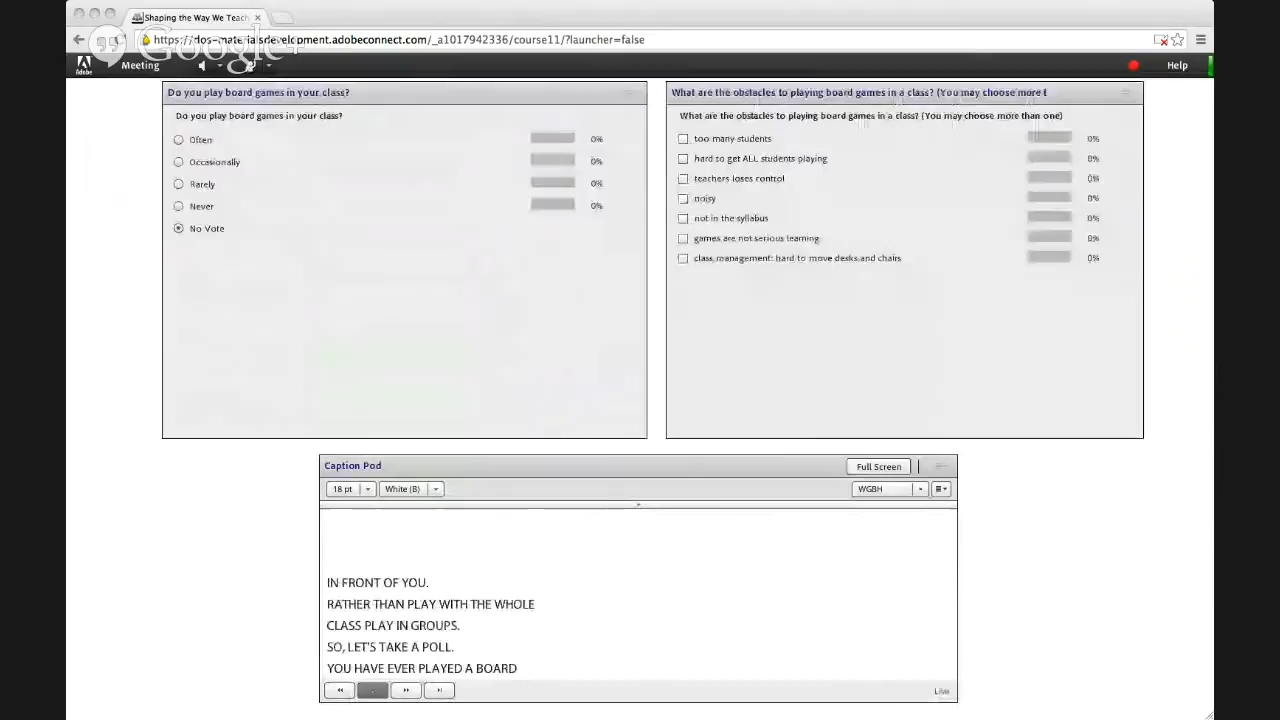 Shaping the Way We Teach
Google+
https://dos-materialsdevelopment.adobeconnect.com/_a1017942336/course11/?launcher=false
Adobe
Meeting
Help
Do you play board games in your class?
Do you play board games in your class?
Often 0%
Occasionally 0%
Rarely 0%
Never 0%
No Vote
What are the obstacles to playing board games in a class? (You may choose more t
What are the obstacles to playing board games in a class? (You may choose more than one)
too many students 0%
hard so get ALL students playing 0%
teachers loses control 0%
noisy 0%
not in the syllabus 0%
games are not serious learning 0%
class management: hard to move desks and chairs 0%
Caption Pod
Full Screen
18 pt
White (B)
WGBH
IN FRONT OF YOU.
RATHER THAN PLAY WITH THE WHOLE
CLASS PLAY IN GROUPS.
SO, LET'S TAKE A POLL.
YOU HAVE EVER PLAYED A BOARD
Live